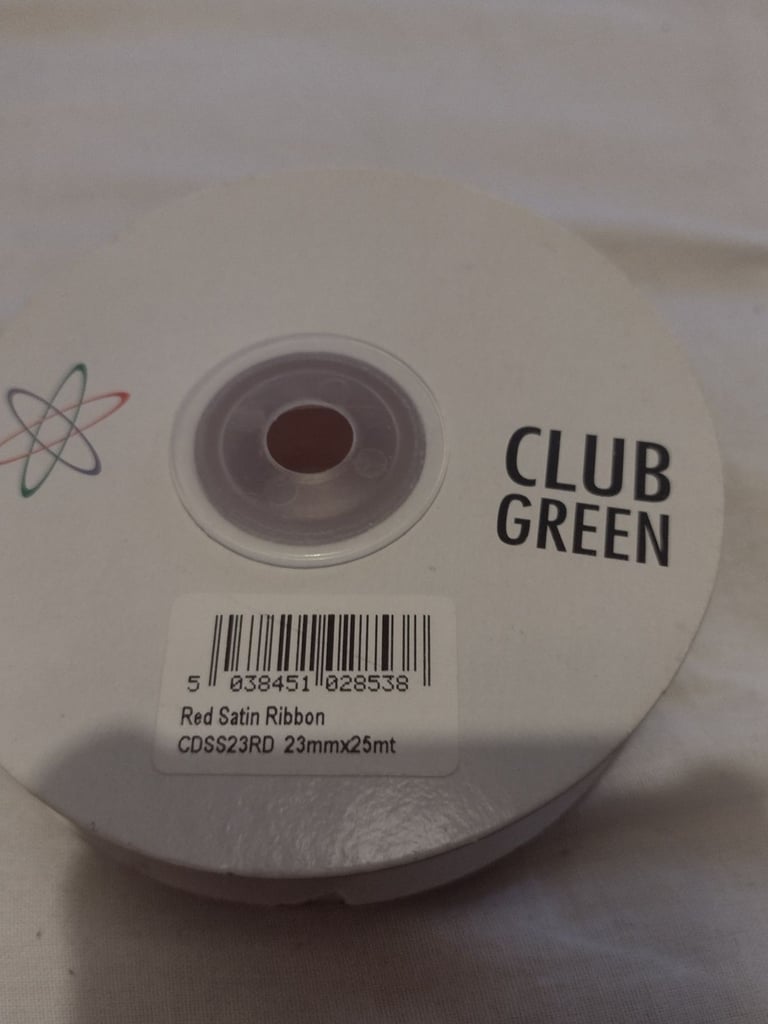 CLUB
GREEN
5 038451 028538
Red Satin Ribbon
CDSS23RD 23mmx25mt